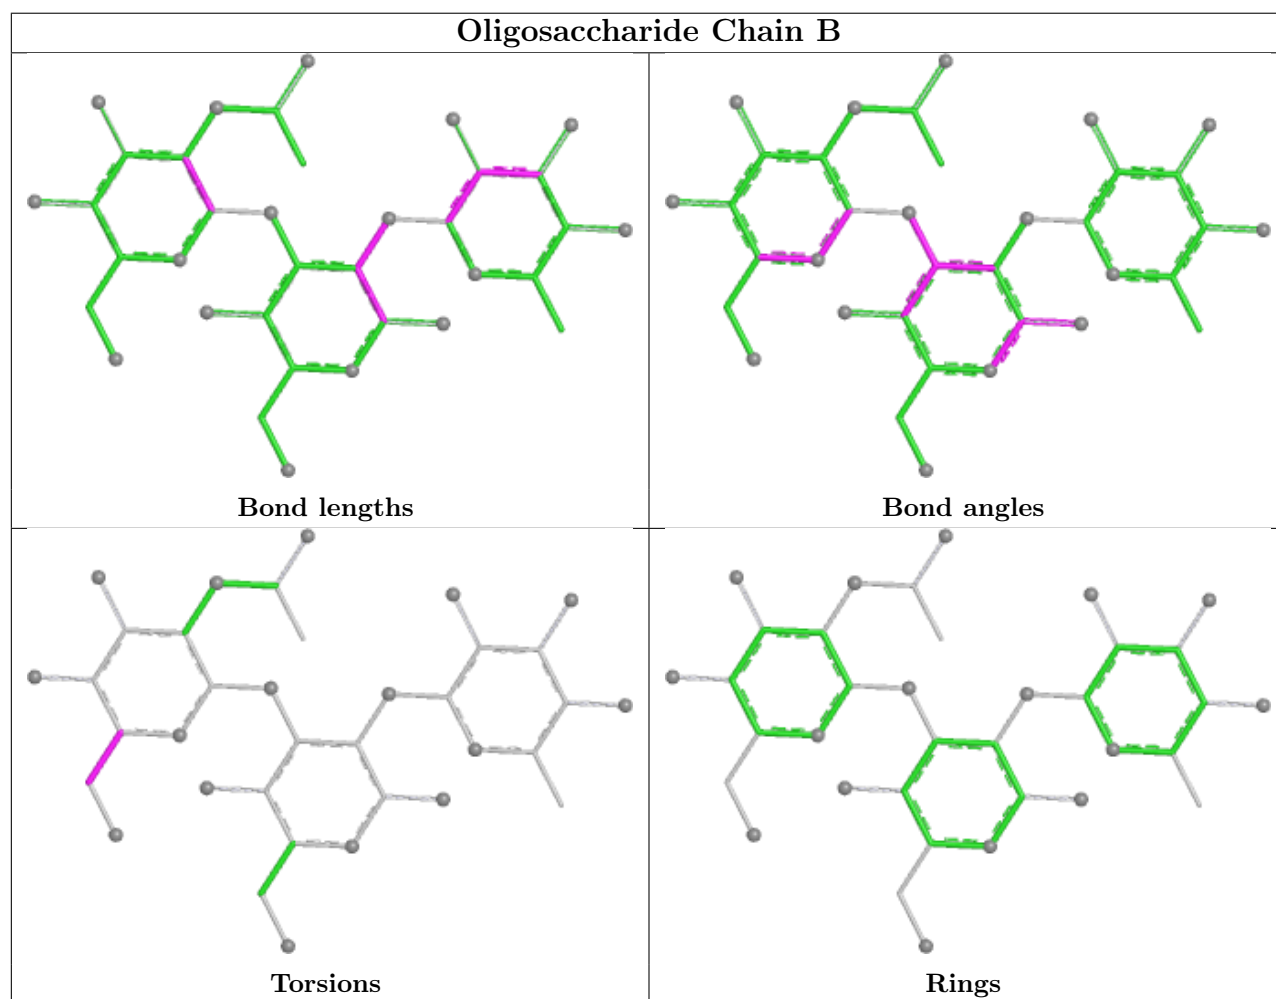 Oligosaccharide Chain B
Bond lengths
Bond angles
Torsions
Rings